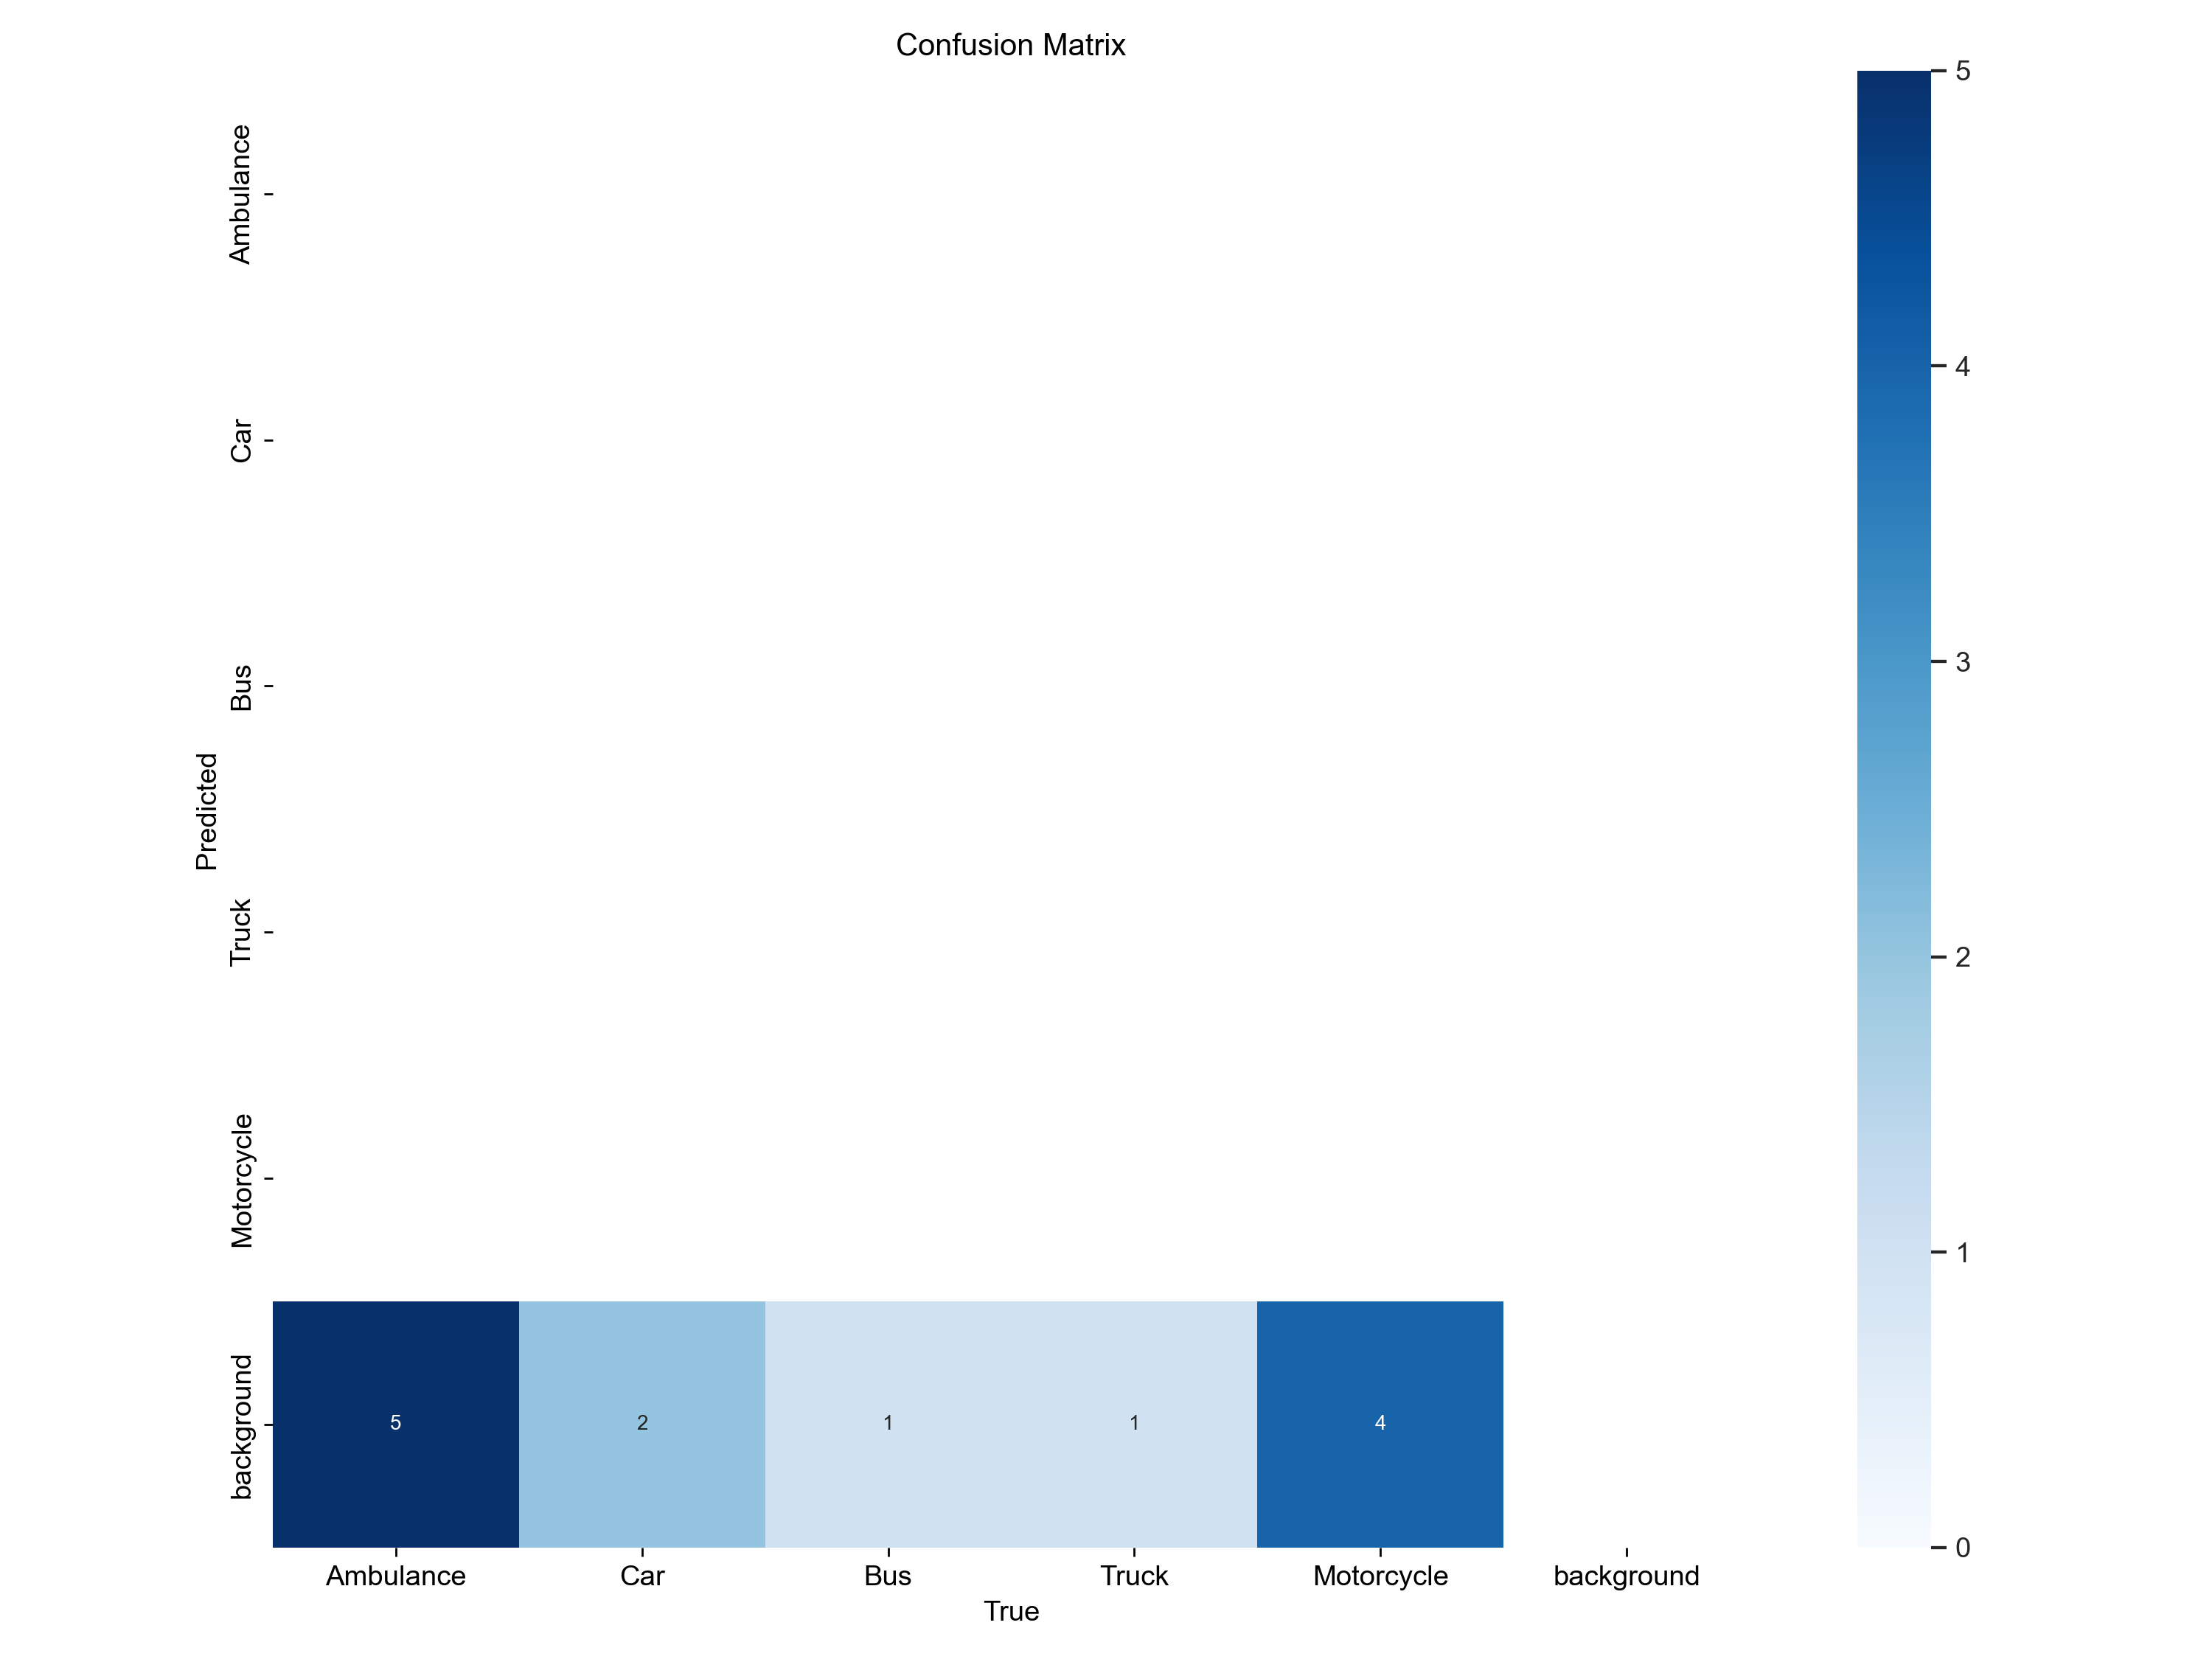 Confusion Matrix
Ambulance
Car
Bus
Truck
Motorcycle
background
Predicted
5 2 1 1 4
Ambulance Car Bus Truck Motorcycle background
True
5
4
3
2
1
0